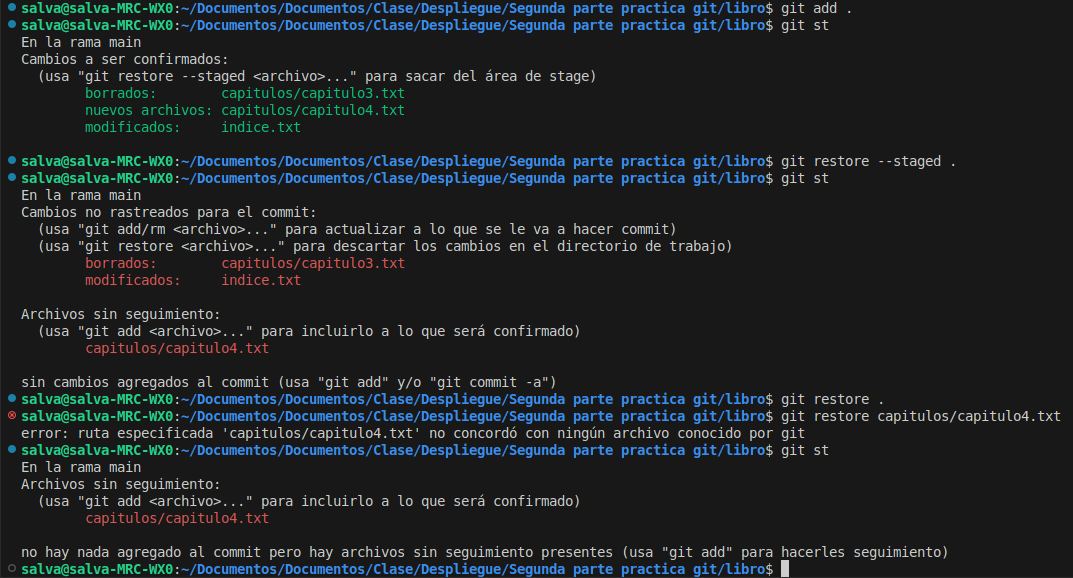 salva@salva-MRC-WX0:~/Documentos/Documentos/Clase/Despliegue/Segunda parte practica git/libro$ git add .
salva@salva-MRC-WX0:~/Documentos/Documentos/Clase/Despliegue/Segunda parte practica git/libro$ git st
En la rama main
Cambios a ser confirmados:
  (usa "git restore --staged <archivo>..." para sacar del área de stage)
        borrados:        capitulos/capitulo3.txt
        nuevos archivos: capitulos/capitulo4.txt
        modificados:     indice.txt

salva@salva-MRC-WX0:~/Documentos/Documentos/Clase/Despliegue/Segunda parte practica git/libro$ git restore --staged .
salva@salva-MRC-WX0:~/Documentos/Documentos/Clase/Despliegue/Segunda parte practica git/libro$ git st
En la rama main
Cambios no rastreados para el commit:
  (usa "git add/rm <archivo>..." para actualizar a lo que se le va a hacer commit)
  (usa "git restore <archivo>..." para descartar los cambios en el directorio de trabajo)
        borrados:        capitulos/capitulo3.txt
        modificados:     indice.txt

Archivos sin seguimiento:
  (usa "git add <archivo>..." para incluirlo a lo que será confirmado)
        capitulos/capitulo4.txt

sin cambios agregados al commit (usa "git add" y/o "git commit -a")
salva@salva-MRC-WX0:~/Documentos/Documentos/Clase/Despliegue/Segunda parte practica git/libro$ git restore .
salva@salva-MRC-WX0:~/Documentos/Documentos/Clase/Despliegue/Segunda parte practica git/libro$ git restore capitulos/capitulo4.txt
error: ruta especificada 'capitulos/capitulo4.txt' no concordó con ningún archivo conocido por git
salva@salva-MRC-WX0:~/Documentos/Documentos/Clase/Despliegue/Segunda parte practica git/libro$ git st
En la rama main
Archivos sin seguimiento:
  (usa "git add <archivo>..." para incluirlo a lo que será confirmado)
        capitulos/capitulo4.txt

no hay nada agregado al commit pero hay archivos sin seguimiento presentes (usa "git add" para hacerles seguimiento)
salva@salva-MRC-WX0:~/Documentos/Documentos/Clase/Despliegue/Segunda parte practica git/libro$